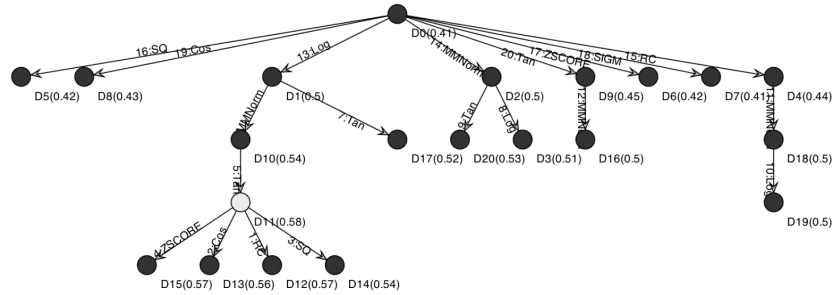 D0(0.41)
16:SQ
19:Cos
13:Log
14:MMNorm
20:Tan
17:ZSCORE
18:SIGM
15:RC
D5(0.42)
D8(0.43)
D1(0.5)
D2(0.5)
D9(0.45)
D6(0.42)
D7(0.41)
D4(0.44)
7:Tan
9:Tan
8:Log
D10(0.54)
D17(0.52)
D20(0.53)
D3(0.51)
D16(0.5)
D18(0.5)
5:Tan
10:Log
D11(0.58)
D19(0.5)
4:ZSCORE
2:Cos
1:RC
3:SQ
D15(0.57)
D13(0.56)
D12(0.57)
D14(0.54)